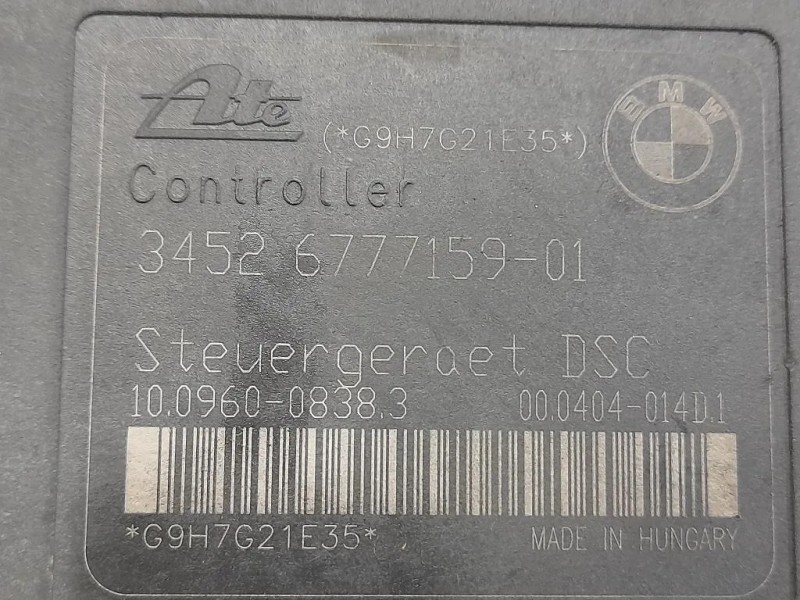 Ate
(*G9H7G21E35*)
BMW
Controller
3452 6777159-01
Steuergeraet DSC
10.0960-0838.3
00.0404-014D.1
*G9H7G21E35*
MADE IN HUNGARY